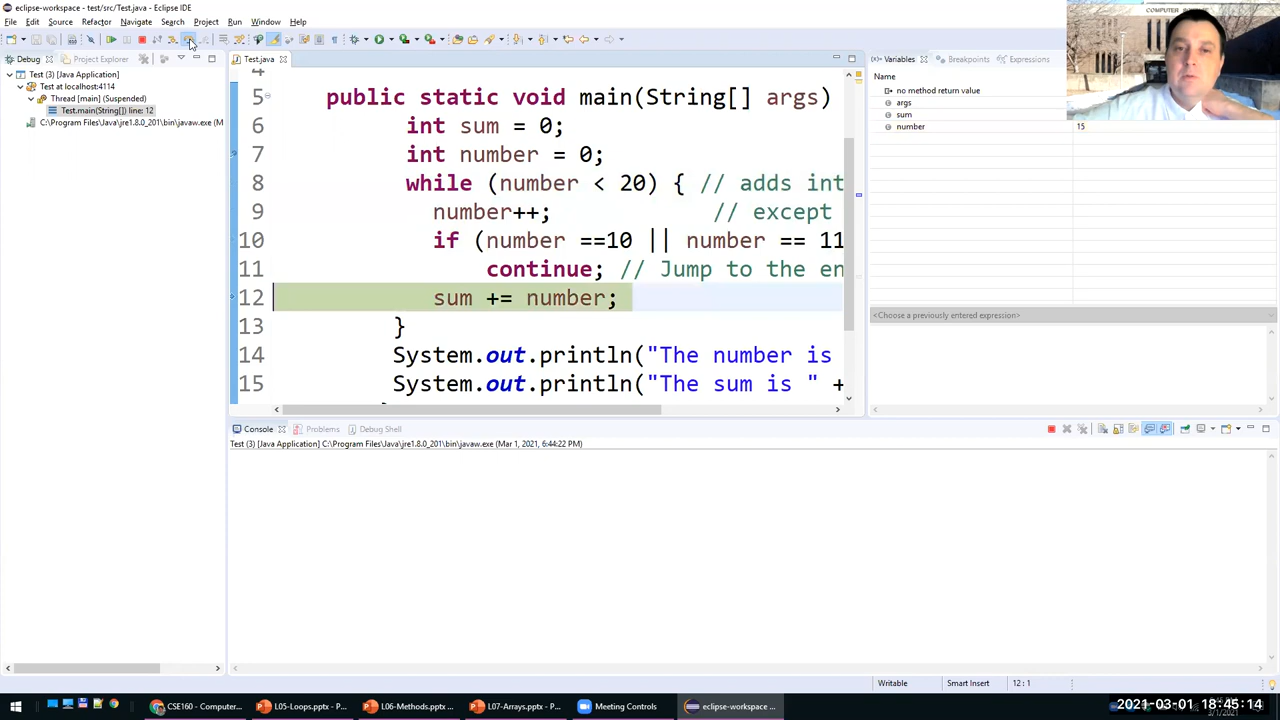 eclipse-workspace - test/src/Test.java - Eclipse IDE
File Edit Source Refactor Navigate Search Project Run Window Help
Debug Project Explorer
Test (3) [Java Application]
Test at localhost:4114
Thread [main] (Suspended)
Test.main(String[]) line: 12
C:\Program Files\Java\jre1.8.0_201\bin\javaw.exe (M
Test.java
4
5 public static void main(String[] args)
6 int sum = 0;
7 int number = 0;
8 while (number < 20) { // adds int
9 number++; // except
10 if (number ==10 || number == 11
11 continue; // Jump to the en
12 sum += number;
13 }
14 System.out.println("The number is
15 System.out.println("The sum is " +
Variables Breakpoints Expressions
Name
no method return value
args
sum
number 15
<Choose a previously entered expression>
COMPUTER
Console Problems Debug Shell
Test (3) [Java Application] C:\Program Files\Java\jre1.8.0_201\bin\javaw.exe (Mar 1, 2021, 6:44:22 PM)
Writable Smart Insert 12 : 1
CSE160 - Computer... L05-Loops.pptx - P... L06-Methods.pptx ... L07-Arrays.pptx - P... Meeting Controls eclipse-workspace ...
2021-03-01 18:45:14
3/1/2021